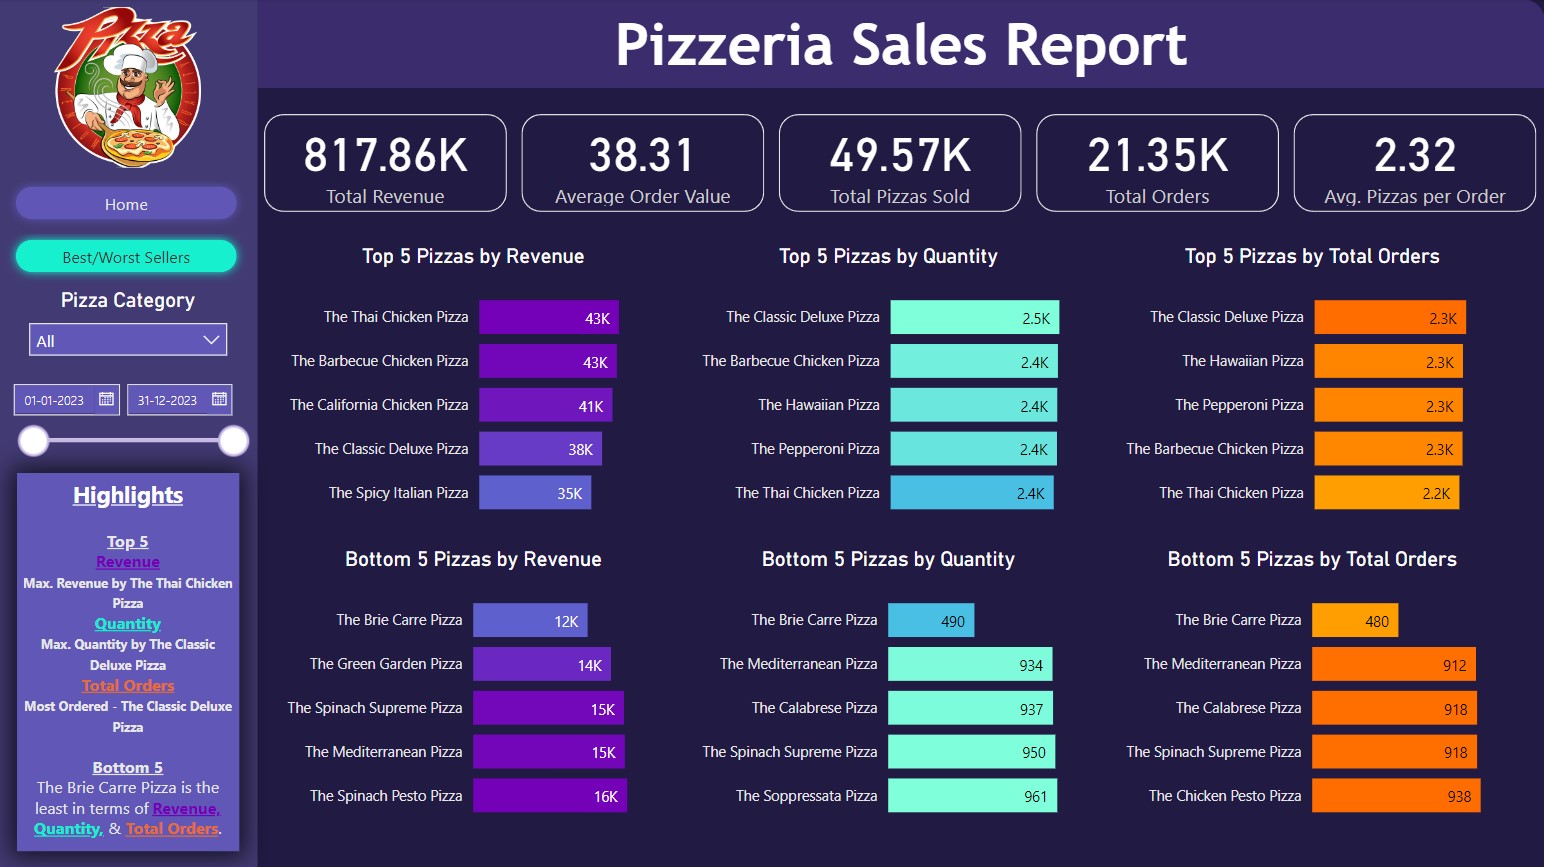 Pizza
Home
Best/Worst Sellers
Pizza Category
All
01-01-2023
31-12-2023
Highlights
Top 5
Revenue
Max. Revenue by The Thai Chicken
Pizza
Quantity
Max. Quantity by The Classic
Deluxe Pizza
Total Orders
Most Ordered - The Classic Deluxe
Pizza
Bottom 5
The Brie Carre Pizza is the
least in terms of Revenue,
Quantity, & Total Orders.
Pizzeria Sales Report
817.86K
Total Revenue
38.31
Average Order Value
49.57K
Total Pizzas Sold
21.35K
Total Orders
2.32
Avg. Pizzas per Order
Top 5 Pizzas by Revenue
The Thai Chicken Pizza 43K
The Barbecue Chicken Pizza 43K
The California Chicken Pizza 41K
The Classic Deluxe Pizza 38K
The Spicy Italian Pizza 35K
Top 5 Pizzas by Quantity
The Classic Deluxe Pizza 2.5K
The Barbecue Chicken Pizza 2.4K
The Hawaiian Pizza 2.4K
The Pepperoni Pizza 2.4K
The Thai Chicken Pizza 2.4K
Top 5 Pizzas by Total Orders
The Classic Deluxe Pizza 2.3K
The Hawaiian Pizza 2.3K
The Pepperoni Pizza 2.3K
The Barbecue Chicken Pizza 2.3K
The Thai Chicken Pizza 2.2K
Bottom 5 Pizzas by Revenue
The Brie Carre Pizza 12K
The Green Garden Pizza 14K
The Spinach Supreme Pizza 15K
The Mediterranean Pizza 15K
The Spinach Pesto Pizza 16K
Bottom 5 Pizzas by Quantity
The Brie Carre Pizza 490
The Mediterranean Pizza 934
The Calabrese Pizza 937
The Spinach Supreme Pizza 950
The Soppressata Pizza 961
Bottom 5 Pizzas by Total Orders
The Brie Carre Pizza 480
The Mediterranean Pizza 912
The Calabrese Pizza 918
The Spinach Supreme Pizza 918
The Chicken Pesto Pizza 938